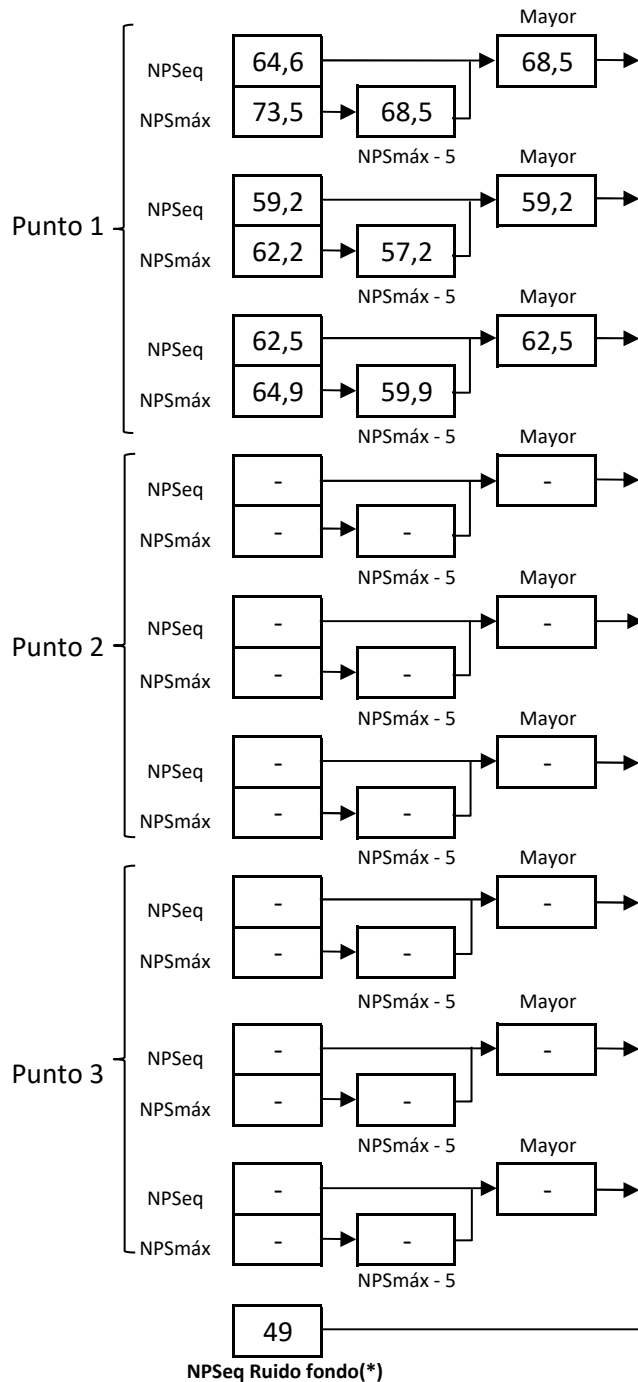 Mayor
NPSeq 64,6 68,5
NPSmáx 73,5 68,5
NPSmáx - 5 Mayor
Punto 1
NPSeq 59,2 59,2
NPSmáx 62,2 57,2
NPSmáx - 5 Mayor
NPSeq 62,5 62,5
NPSmáx 64,9 59,9
NPSmáx - 5 Mayor
NPSeq - -
NPSmáx - -
NPSmáx - 5 Mayor
Punto 2
NPSeq - -
NPSmáx - -
NPSmáx - 5 Mayor
NPSeq - -
NPSmáx - -
NPSmáx - 5 Mayor
NPSeq - -
NPSmáx - -
NPSmáx - 5 Mayor
Punto 3
NPSeq - -
NPSmáx - -
NPSmáx - 5 Mayor
NPSeq - -
NPSmáx - -
NPSmáx - 5
49
NPSeq Ruido fondo(*)